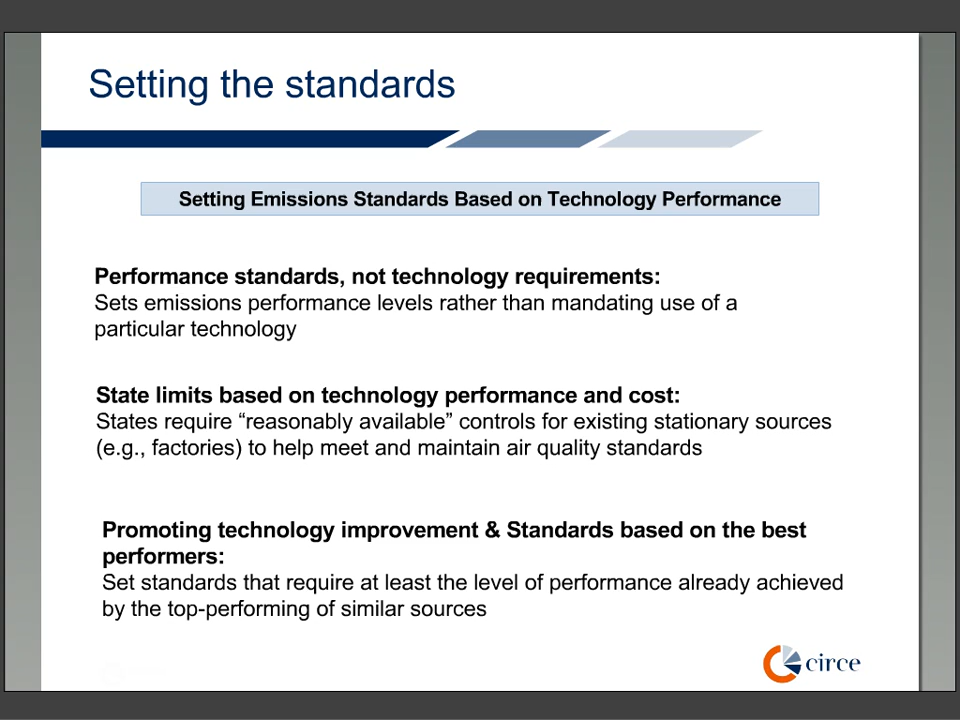 Setting the standards
Setting Emissions Standards Based on Technology Performance
Performance standards, not technology requirements:
Sets emissions performance levels rather than mandating use of a
particular technology
State limits based on technology performance and cost:
States require “reasonably available” controls for existing stationary sources
(e.g., factories) to help meet and maintain air quality standards
Promoting technology improvement & Standards based on the best
performers:
Set standards that require at least the level of performance already achieved
by the top-performing of similar sources
circe